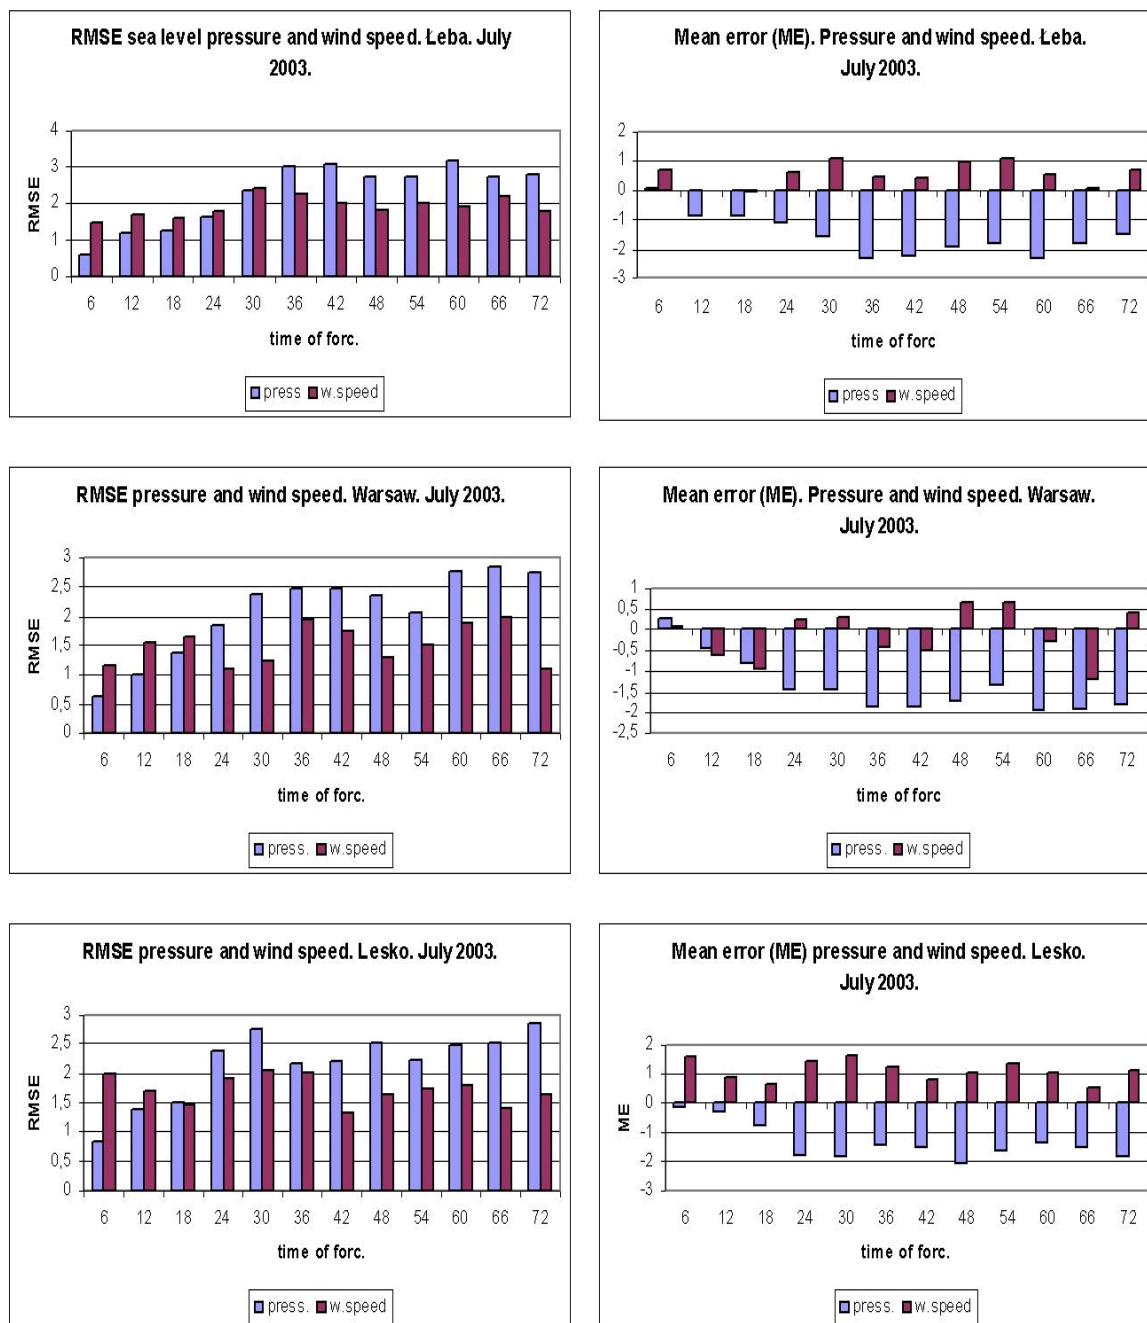 RMSE sea level pressure and wind speed. Łeba. July
2003.
4
3
2
1
0
RMSE
6 12 18 24 30 36 42 48 54 60 66 72
time of forc.
press w.speed
Mean error (ME). Pressure and wind speed. Łeba.
July 2003.
2
1
0
-1
-2
-3
6 12 18 24 30 36 42 48 54 60 66 72
time of forc
press w.speed
RMSE pressure and wind speed. Warsaw. July 2003.
3
2,5
2
1,5
1
0,5
0
RMSE
6 12 18 24 30 36 42 48 54 60 66 72
time of forc.
press. w.speed
Mean error (ME). Pressure and wind speed. Warsaw.
July 2003.
1
0,5
0
-0,5
-1
-1,5
-2
-2,5
6 12 18 24 30 36 42 48 54 60 66 72
time of forc
press. w.speed
RMSE pressure and wind speed. Lesko. July 2003.
3
2,5
2
1,5
1
0,5
0
RMSE
6 12 18 24 30 36 42 48 54 60 66 72
time of forc.
press. w.speed
Mean error (ME) pressure and wind speed. Lesko.
July 2003.
2
1
0
-1
-2
-3
ME
6 12 18 24 30 36 42 48 54 60 66 72
time of forc.
press. w.speed